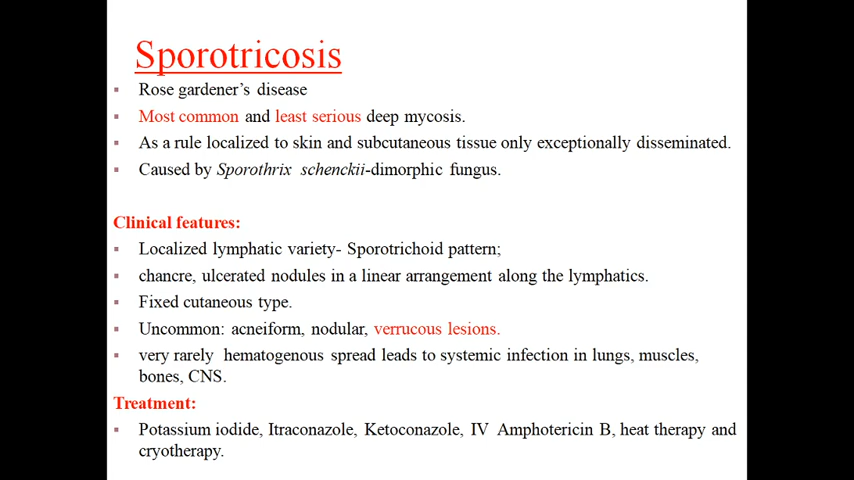 Sporotricosis
▪ Rose gardener's disease
▪ Most common and least serious deep mycosis.
▪ As a rule localized to skin and subcutaneous tissue only exceptionally disseminated.
▪ Caused by Sporothrix schenckii-dimorphic fungus.
Clinical features:
▪ Localized lymphatic variety- Sporotrichoid pattern;
▪ chancre, ulcerated nodules in a linear arrangement along the lymphatics.
▪ Fixed cutaneous type.
▪ Uncommon: acneiform, nodular, verrucous lesions.
▪ very rarely hematogenous spread leads to systemic infection in lungs, muscles,
bones, CNS.
Treatment:
▪ Potassium iodide, Itraconazole, Ketoconazole, IV Amphotericin B, heat therapy and
cryotherapy.